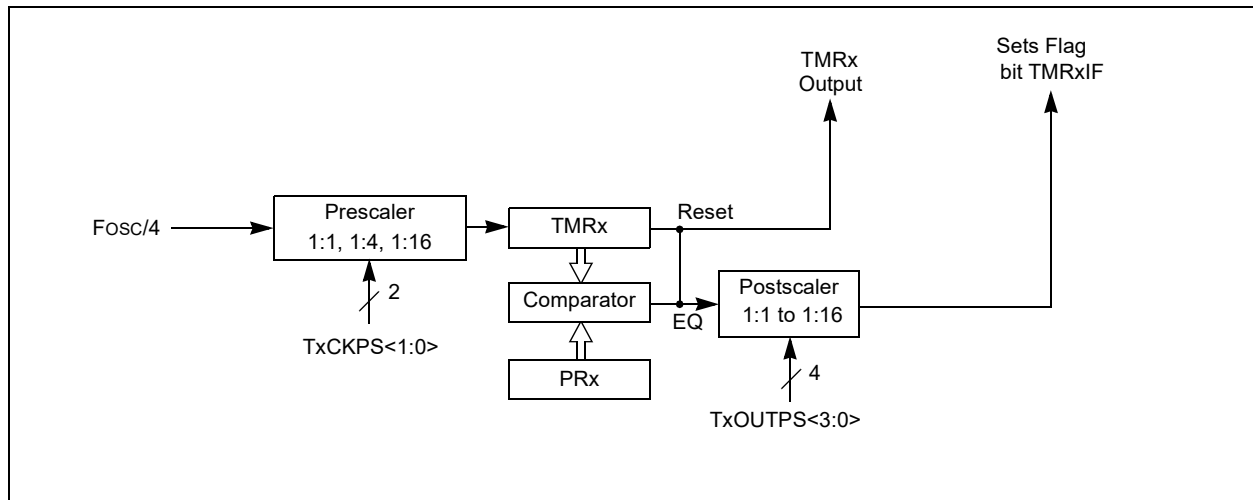 TMRx
Output
Sets Flag
bit TMRxIF
Fosc/4
Prescaler
1:1, 1:4, 1:16
2
TxCKPS<1:0>
TMRx
Reset
Comparator
EQ
PRx
Postscaler
1:1 to 1:16
4
TxOUTPS<3:0>